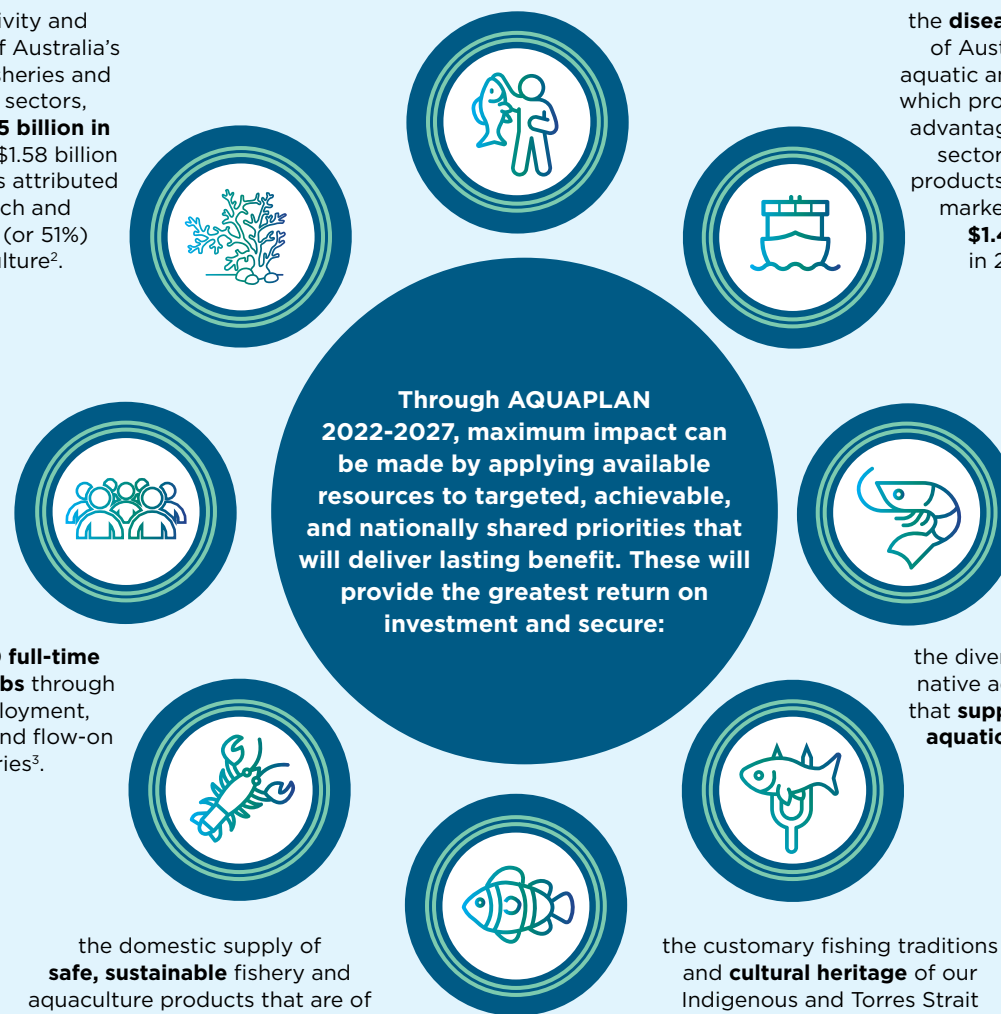 ivity and
f Australia's
sheries and
sectors,
5 billion in
$1.58 billion
s attributed
ch and
(or 51%)
lture².
the disea
of Aust
aquatic an
which pro
advantag
sector
products
marke
$1.4
in 2
Through AQUAPLAN
2022-2027, maximum impact can
be made by applying available
resources to targeted, achievable,
and nationally shared priorities that
will deliver lasting benefit. These will
provide the greatest return on
investment and secure:
full-time
bs through
loyment,
nd flow-on
ries³.
the diver
native a
that supp
aquatic
the domestic supply of
safe, sustainable fishery and
aquaculture products that are of
the customary fishing traditions
and cultural heritage of our
Indigenous and Torres Strait